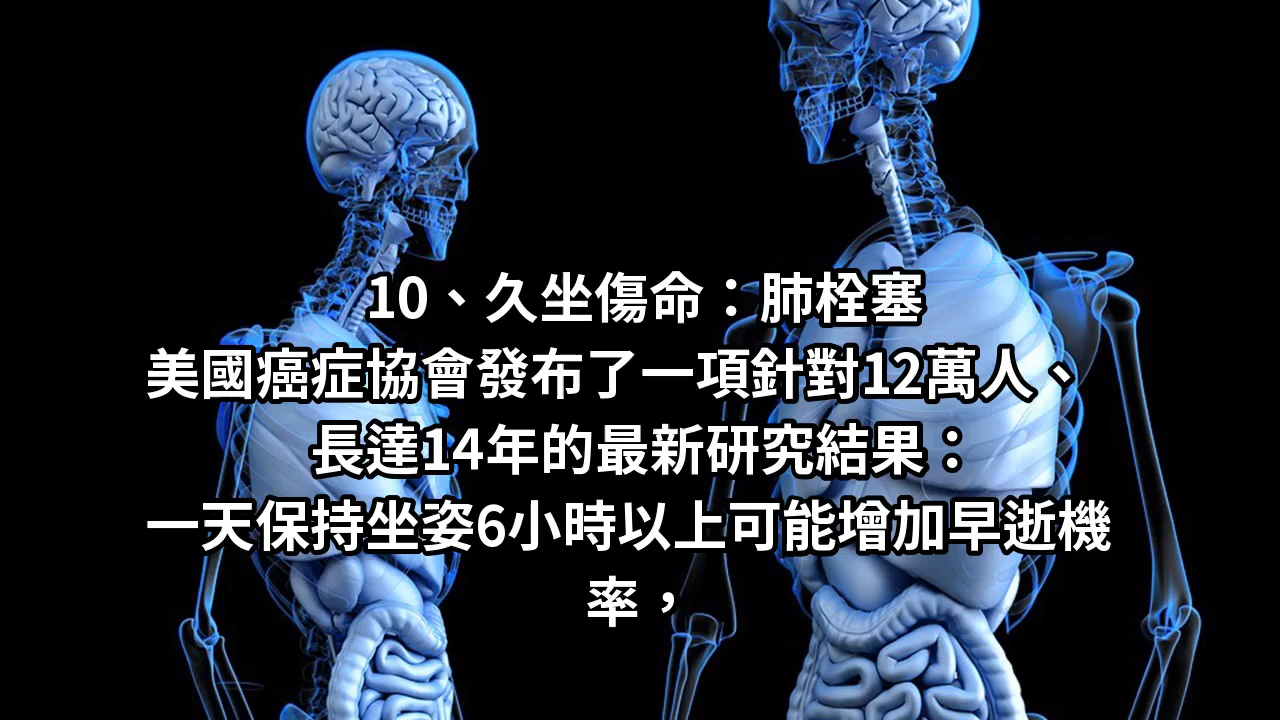 10、久坐傷命：肺栓塞
美國癌症協會發布了一項針對12萬人、
長達14年的最新研究結果：
一天保持坐姿6小時以上可能增加早逝機
率，